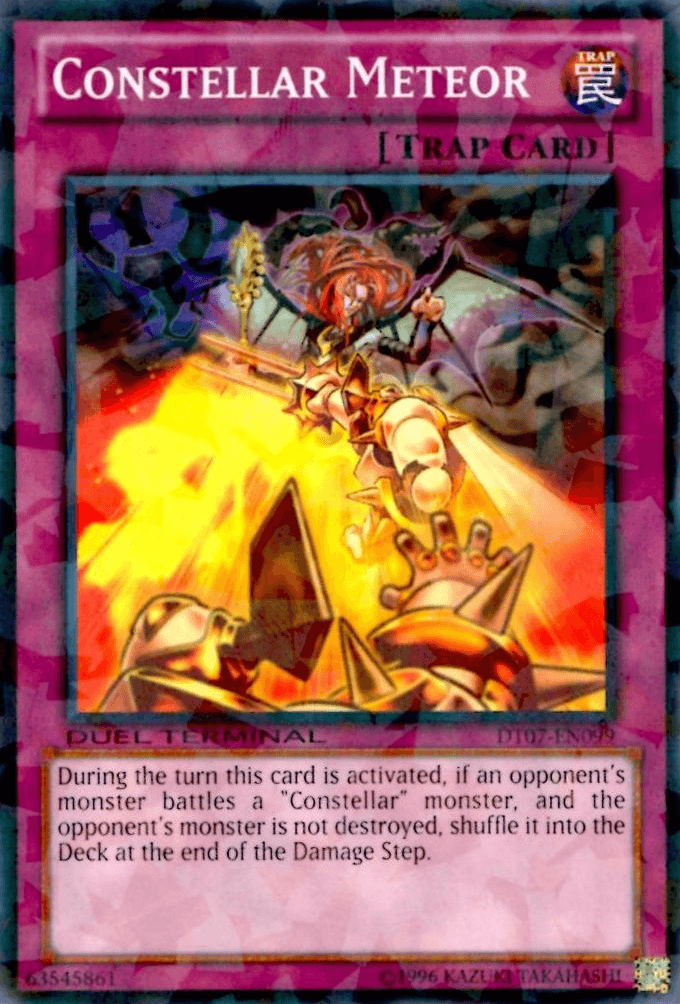 CONSTELLAR METEOR
TRAP
罠
[TRAP CARD]
DUEL TERMINAL
DT07-EN099
During the turn this card is activated, if an opponent's
monster battles a "Constellar" monster, and the
opponent's monster is not destroyed, shuffle it into the
Deck at the end of the Damage Step.
63545861
©1996 KAZUKI TAKAHASHI